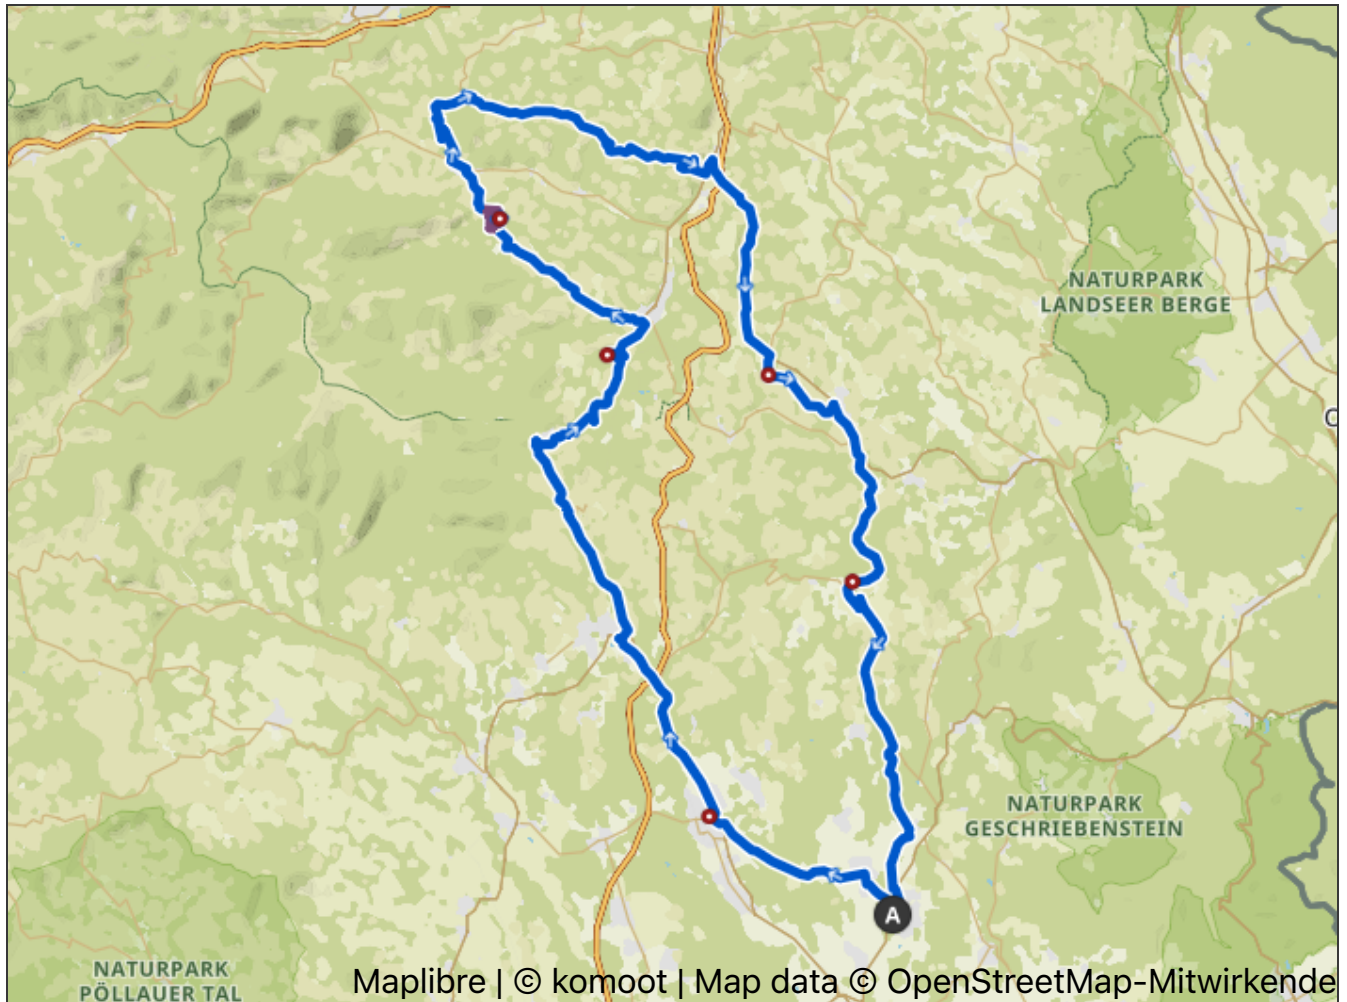 NATURPARK
LANDSEER BERGE
NATURPARK
GESCHRIEBENSTEIN
A
NATURPARK
PÖLLAUER TAL
Maplibre | © komoot | Map data © OpenStreetMap-Mitwirkende